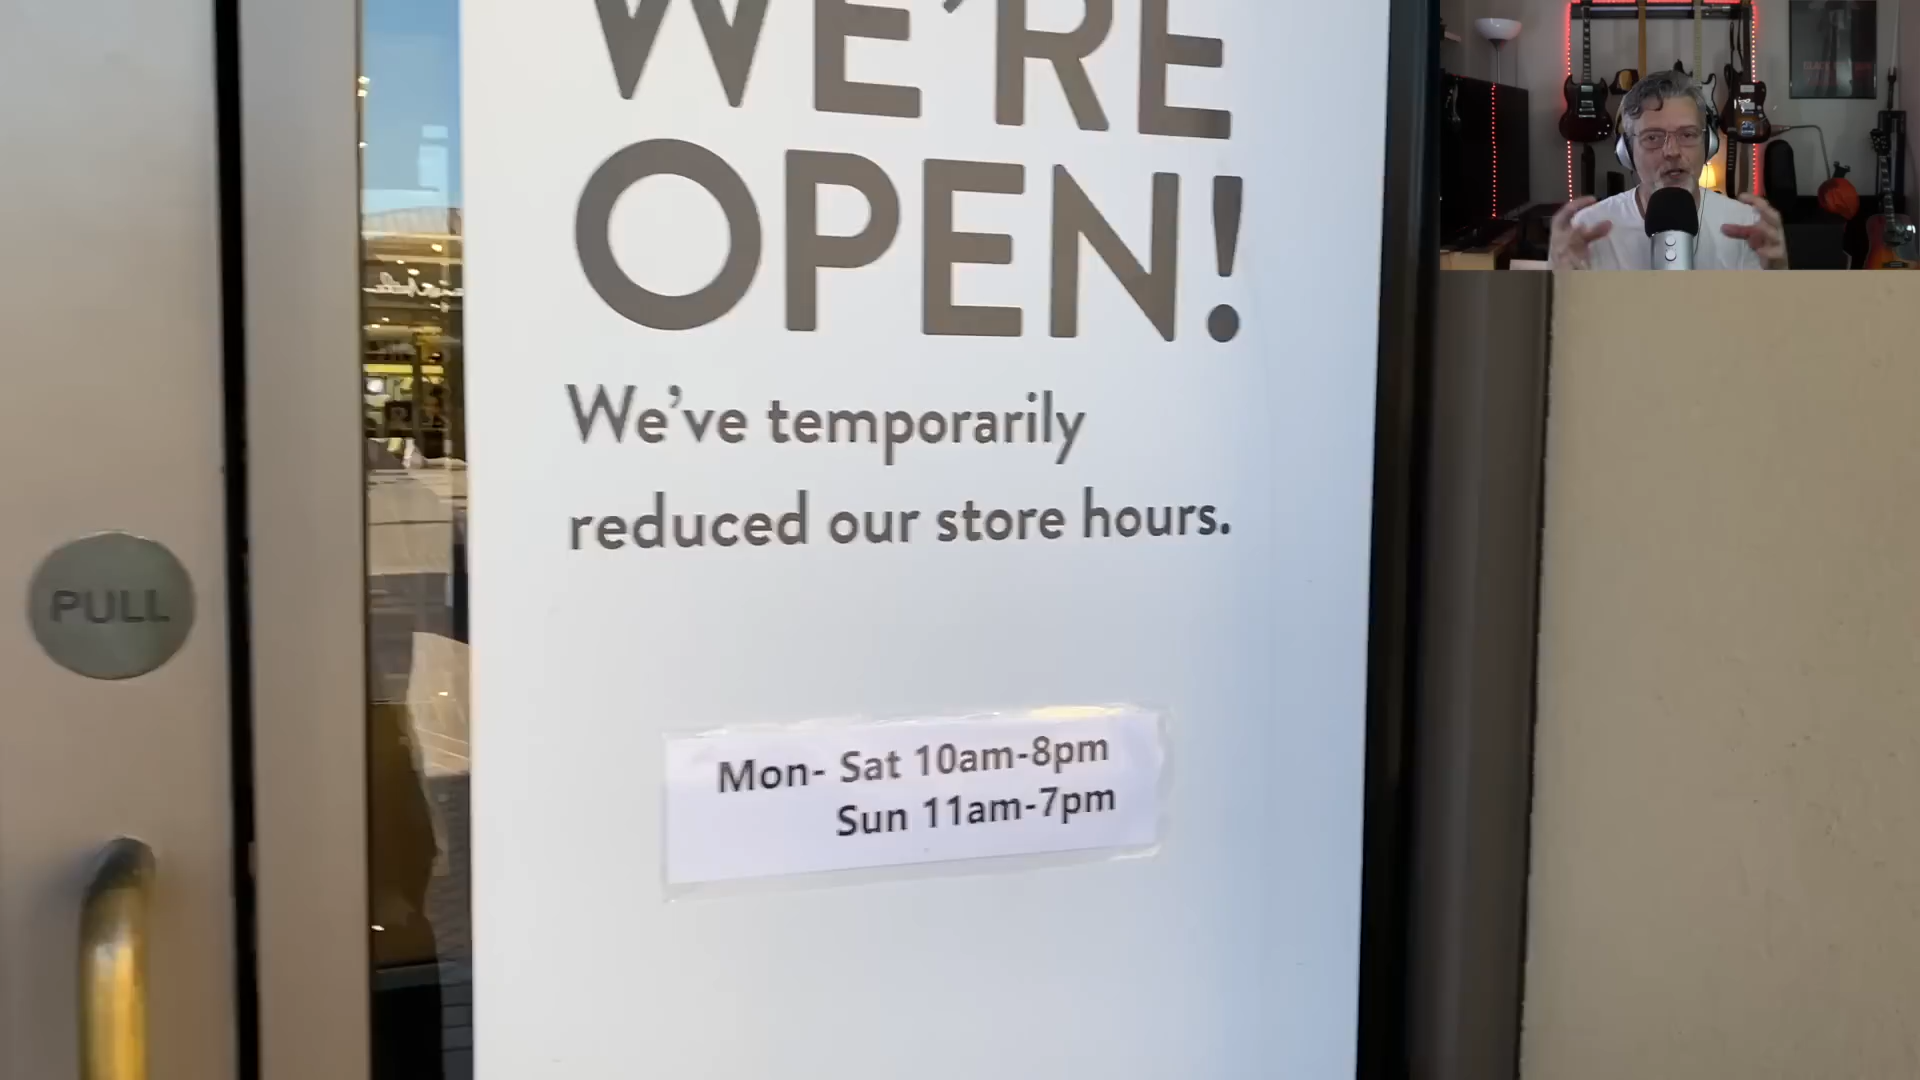 WE'RE
OPEN!
We've temporarily
reduced our store hours.
PULL
Mon- Sat 10am-8pm
Sun 11am-7pm